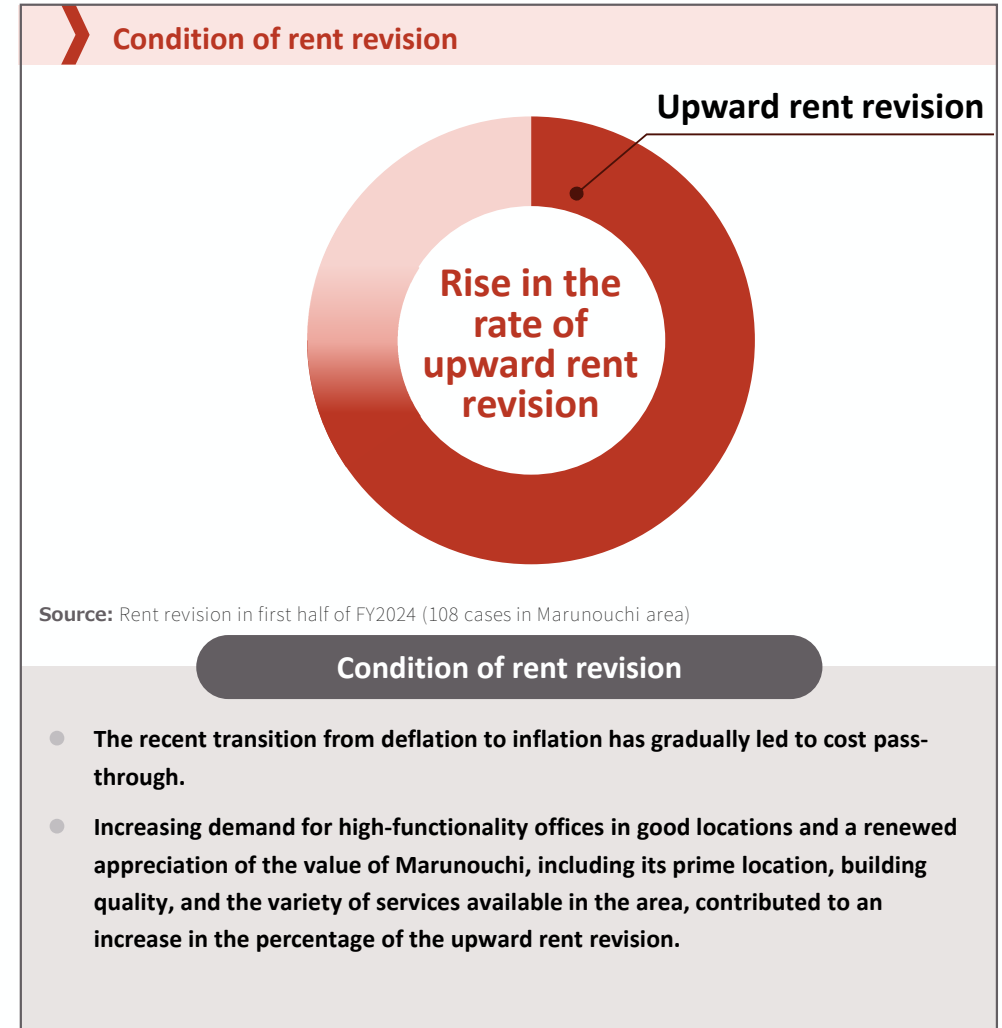 Condition of rent revision
Upward rent revision
Rise in the
rate of
upward rent
revision
Source: Rent revision in first half of FY2024 (108 cases in Marunouchi area)
Condition of rent revision
The recent transition from deflation to inflation has gradually led to cost pass-
through.
Increasing demand for high-functionality offices in good locations and a renewed
appreciation of the value of Marunouchi, including its prime location, building
quality, and the variety of services available in the area, contributed to an
increase in the percentage of the upward rent revision.